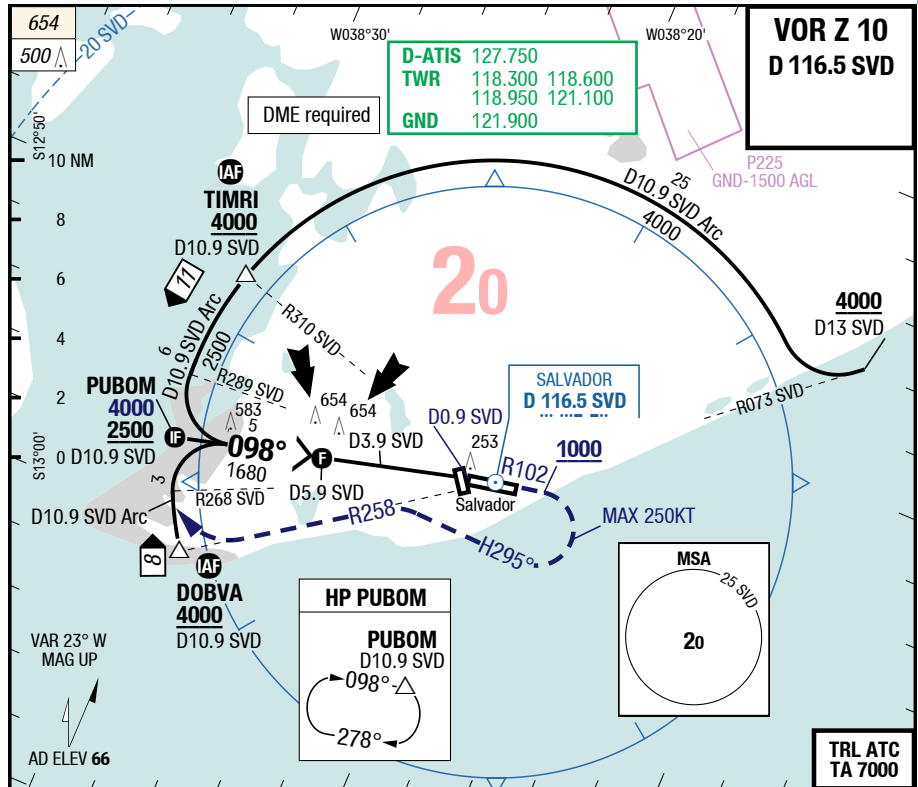 654
500
20 SVD
W038°30'
W038°20'
VOR Z 10
D 116.5 SVD
D-ATIS 127.750
TWR 118.300 118.600
118.950 121.100
GND 121.900
DME required
S12°50'
10 NM
P225
GND-1500 AGL
IAF
TIMRI
4000
D10.9 SVD
25
D10.9 SVD Arc
4000
8
6
11
20
R310 SVD
4000
D13 SVD
4
6
D10.9 SVD Arc
2500
R289 SVD
PUBOM
4000
2500
D10.9 SVD
IF
2
583
5
654
654
SALVADOR
D 116.5 SVD
R073 SVD
D0.9 SVD
S13°00'
0
098°
1680
F
D3.9 SVD
253
R102
1000
D5.9 SVD
3
R268 SVD
Salvador
D10.9 SVD Arc
R258
MAX 250KT
H295°
8
IAF
DOBVA
4000
D10.9 SVD
HP PUBOM
PUBOM
D10.9 SVD
098°
278°
MSA
25 SVD
20
VAR 23° W
MAG UP
AD ELEV 66
TRL ATC
TA 7000